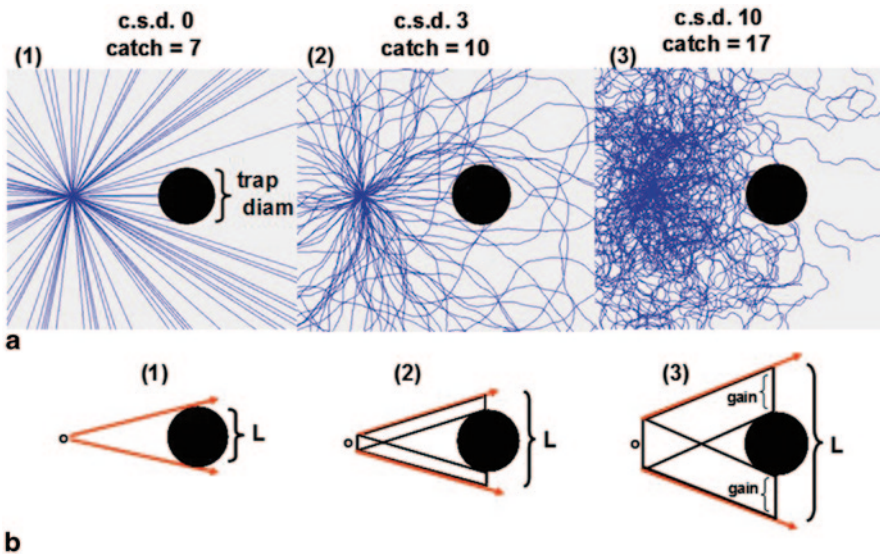 c.s.d. 0
catch = 7
(1)
c.s.d. 3
catch = 10
(2)
c.s.d. 10
catch = 17
(3)
trap
diam
a
(1)
L
(2)
L
(3)
gain
gain
L
b